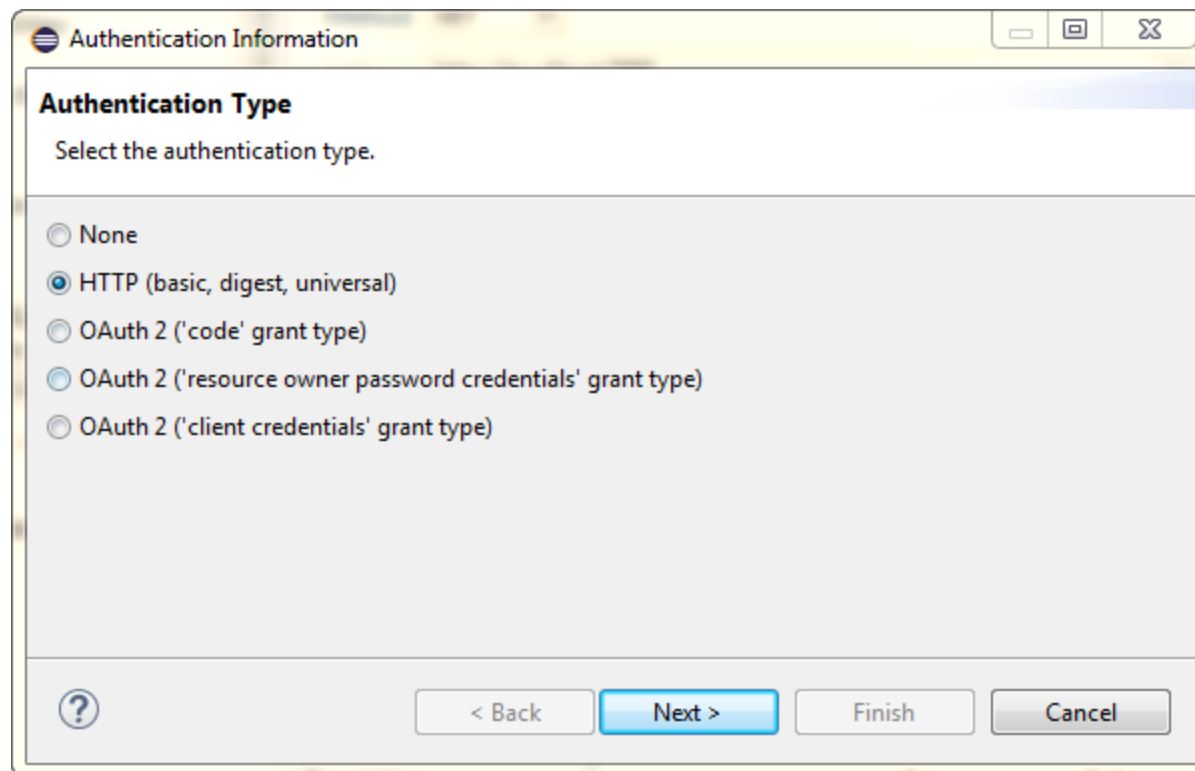 Authentication Information
Authentication Type
Select the authentication type.
None
HTTP (basic, digest, universal)
OAuth 2 ('code' grant type)
OAuth 2 ('resource owner password credentials' grant type)
OAuth 2 ('client credentials' grant type)
? < Back Next > Finish Cancel